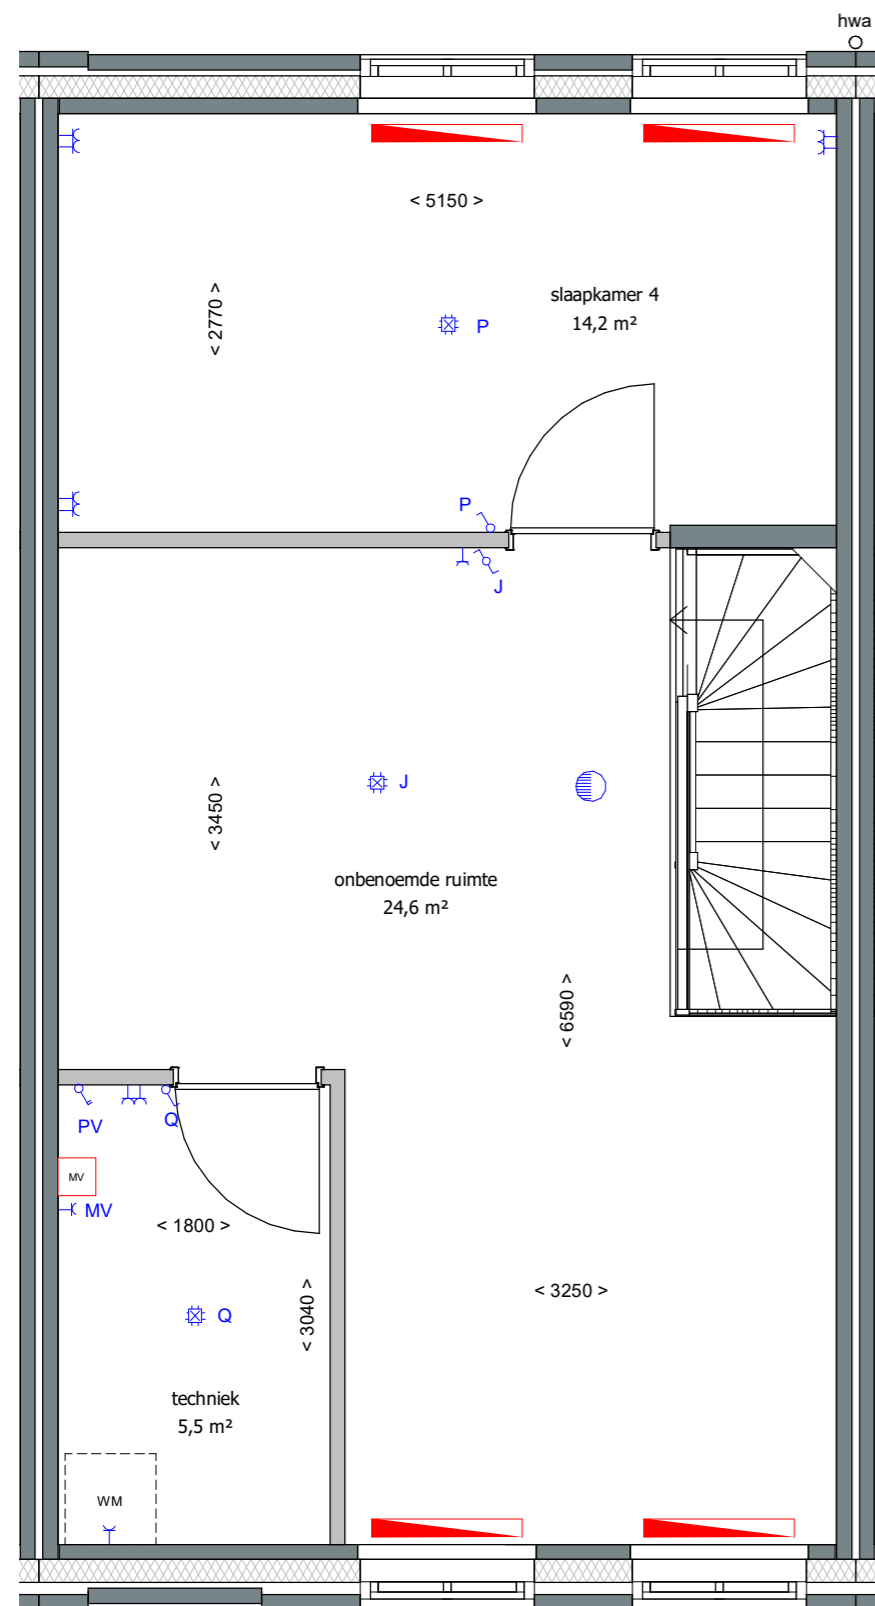 hwa
< 5150 >
< 2770 >
slaapkamer 4
14,2 m²
P
P
J
J
< 3450 >
onbenoemde ruimte
24,6 m²
< 6590 >
PV
Q
MV
MV
< 1800 >
< 3040 >
< 3250 >
Q
techniek
5,5 m²
WM